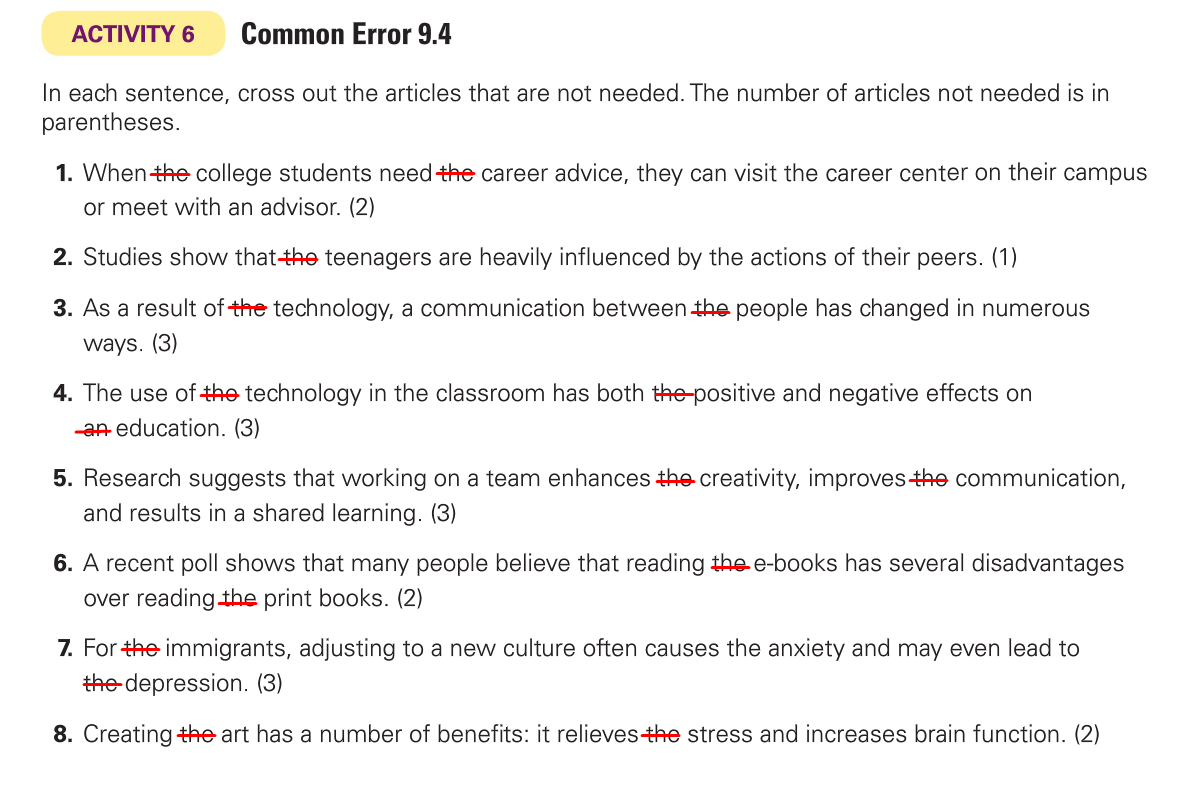 ACTIVITY 6 Common Error 9.4
In each sentence, cross out the articles that are not needed. The number of articles not needed is in
parentheses.
1. When the college students need the career advice, they can visit the career center on their campus
or meet with an advisor. (2)
2. Studies show that the teenagers are heavily influenced by the actions of their peers. (1)
3. As a result of the technology, a communication between the people has changed in numerous
ways. (3)
4. The use of the technology in the classroom has both the positive and negative effects on
an education. (3)
5. Research suggests that working on a team enhances the creativity, improves the communication,
and results in a shared learning. (3)
6. A recent poll shows that many people believe that reading the e-books has several disadvantages
over reading the print books. (2)
7. For the immigrants, adjusting to a new culture often causes the anxiety and may even lead to
the depression. (3)
8. Creating the art has a number of benefits: it relieves the stress and increases brain function. (2)